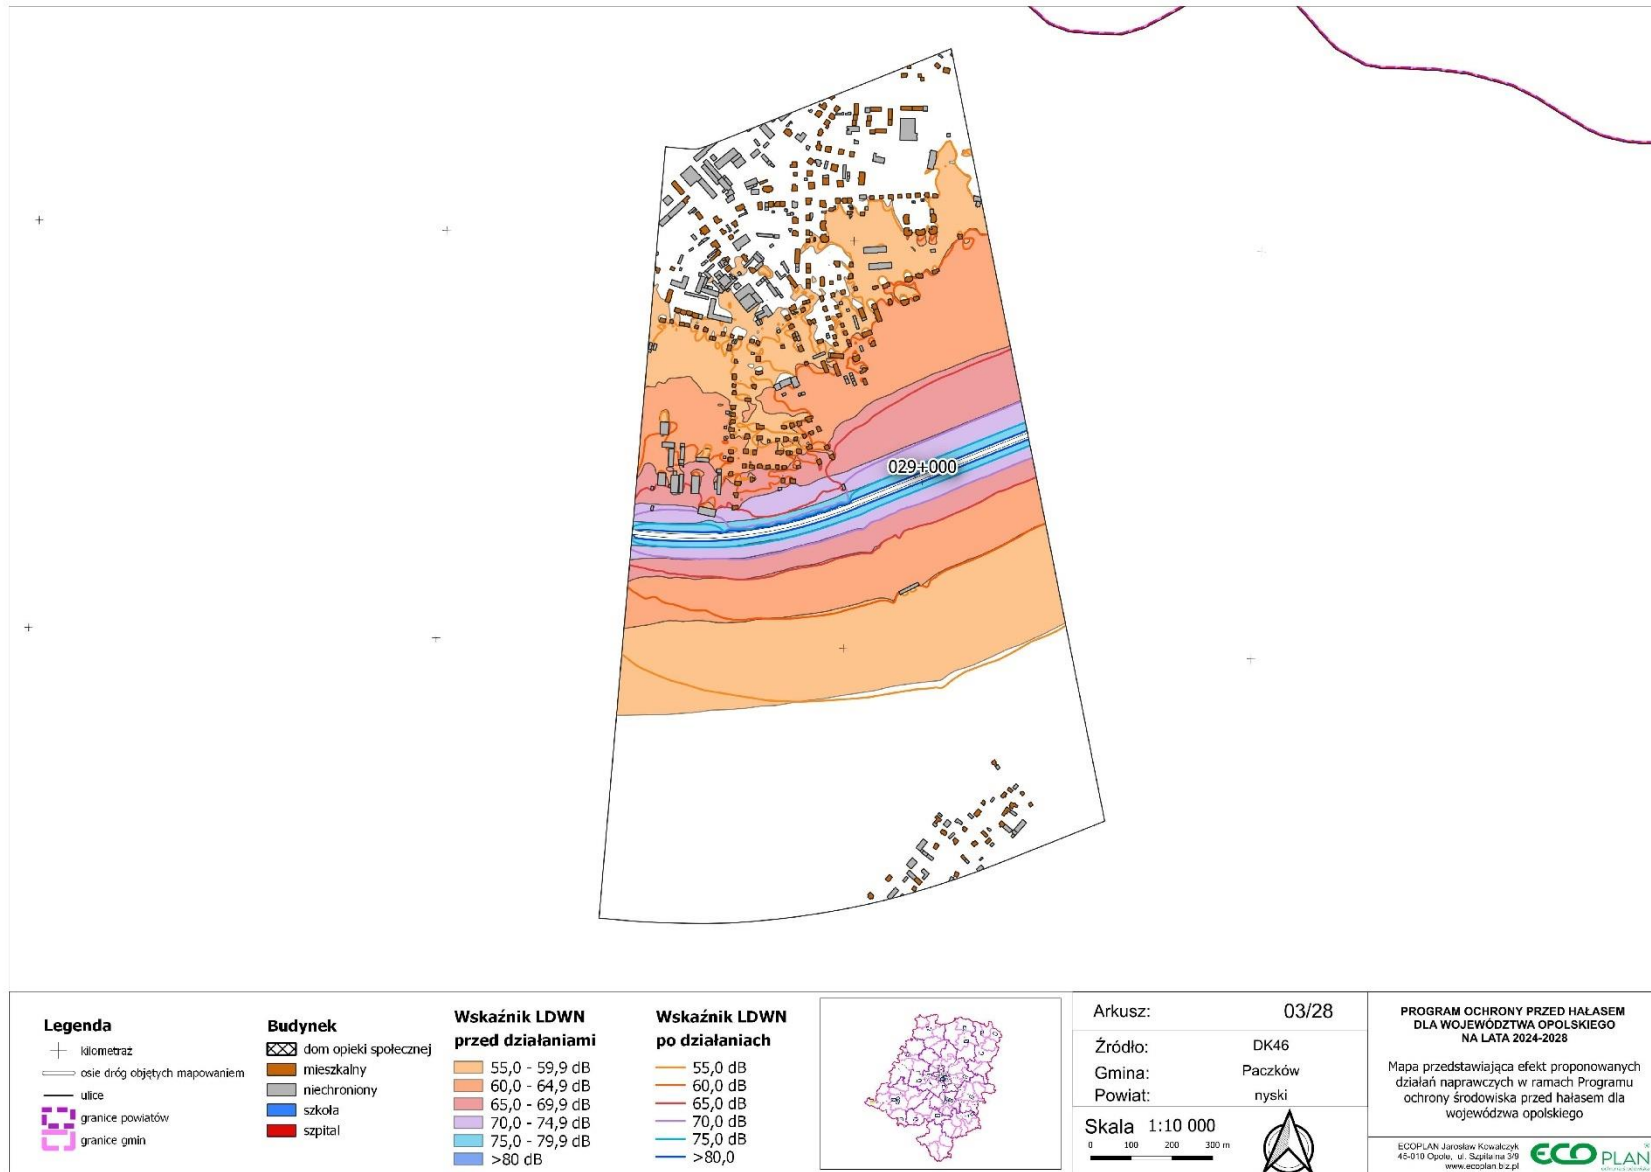 029+000
Legenda
kilometraż
osie dróg objętych mapowaniem
ulice
granice powiatów
granice gmin
Budynek
dom opieki społecznej
mieszkalny
niechroniony
szkoła
szpital
Wskaźnik LDWN
przed działaniami
55,0 - 59,9 dB
60,0 - 64,9 dB
65,0 - 69,9 dB
70,0 - 74,9 dB
75,0 - 79,9 dB
>80 dB
Wskaźnik LDWN
po działaniach
55,0 dB
60,0 dB
65,0 dB
70,0 dB
75,0 dB
>80,0
Arkusz: 03/28
Źródło: DK46
Gmina: Paczków
Powiat: nyski
Skala 1:10 000
0 100 200 300 m
PROGRAM OCHRONY PRZED HAŁASEM
DLA WOJEWÓDZTWA OPOLSKIEGO
NA LATA 2024-2028
Mapa przedstawiająca efekt proponowanych
działań naprawczych w ramach Programu
ochrony środowiska przed hałasem dla
wojewódzwa opolskiego
ECOPLAN Jarosław Kowalczyk
45-010 Opole, ul. Szpitalna 3/9
www.ecoplan.biz.pl
ECO PLAN